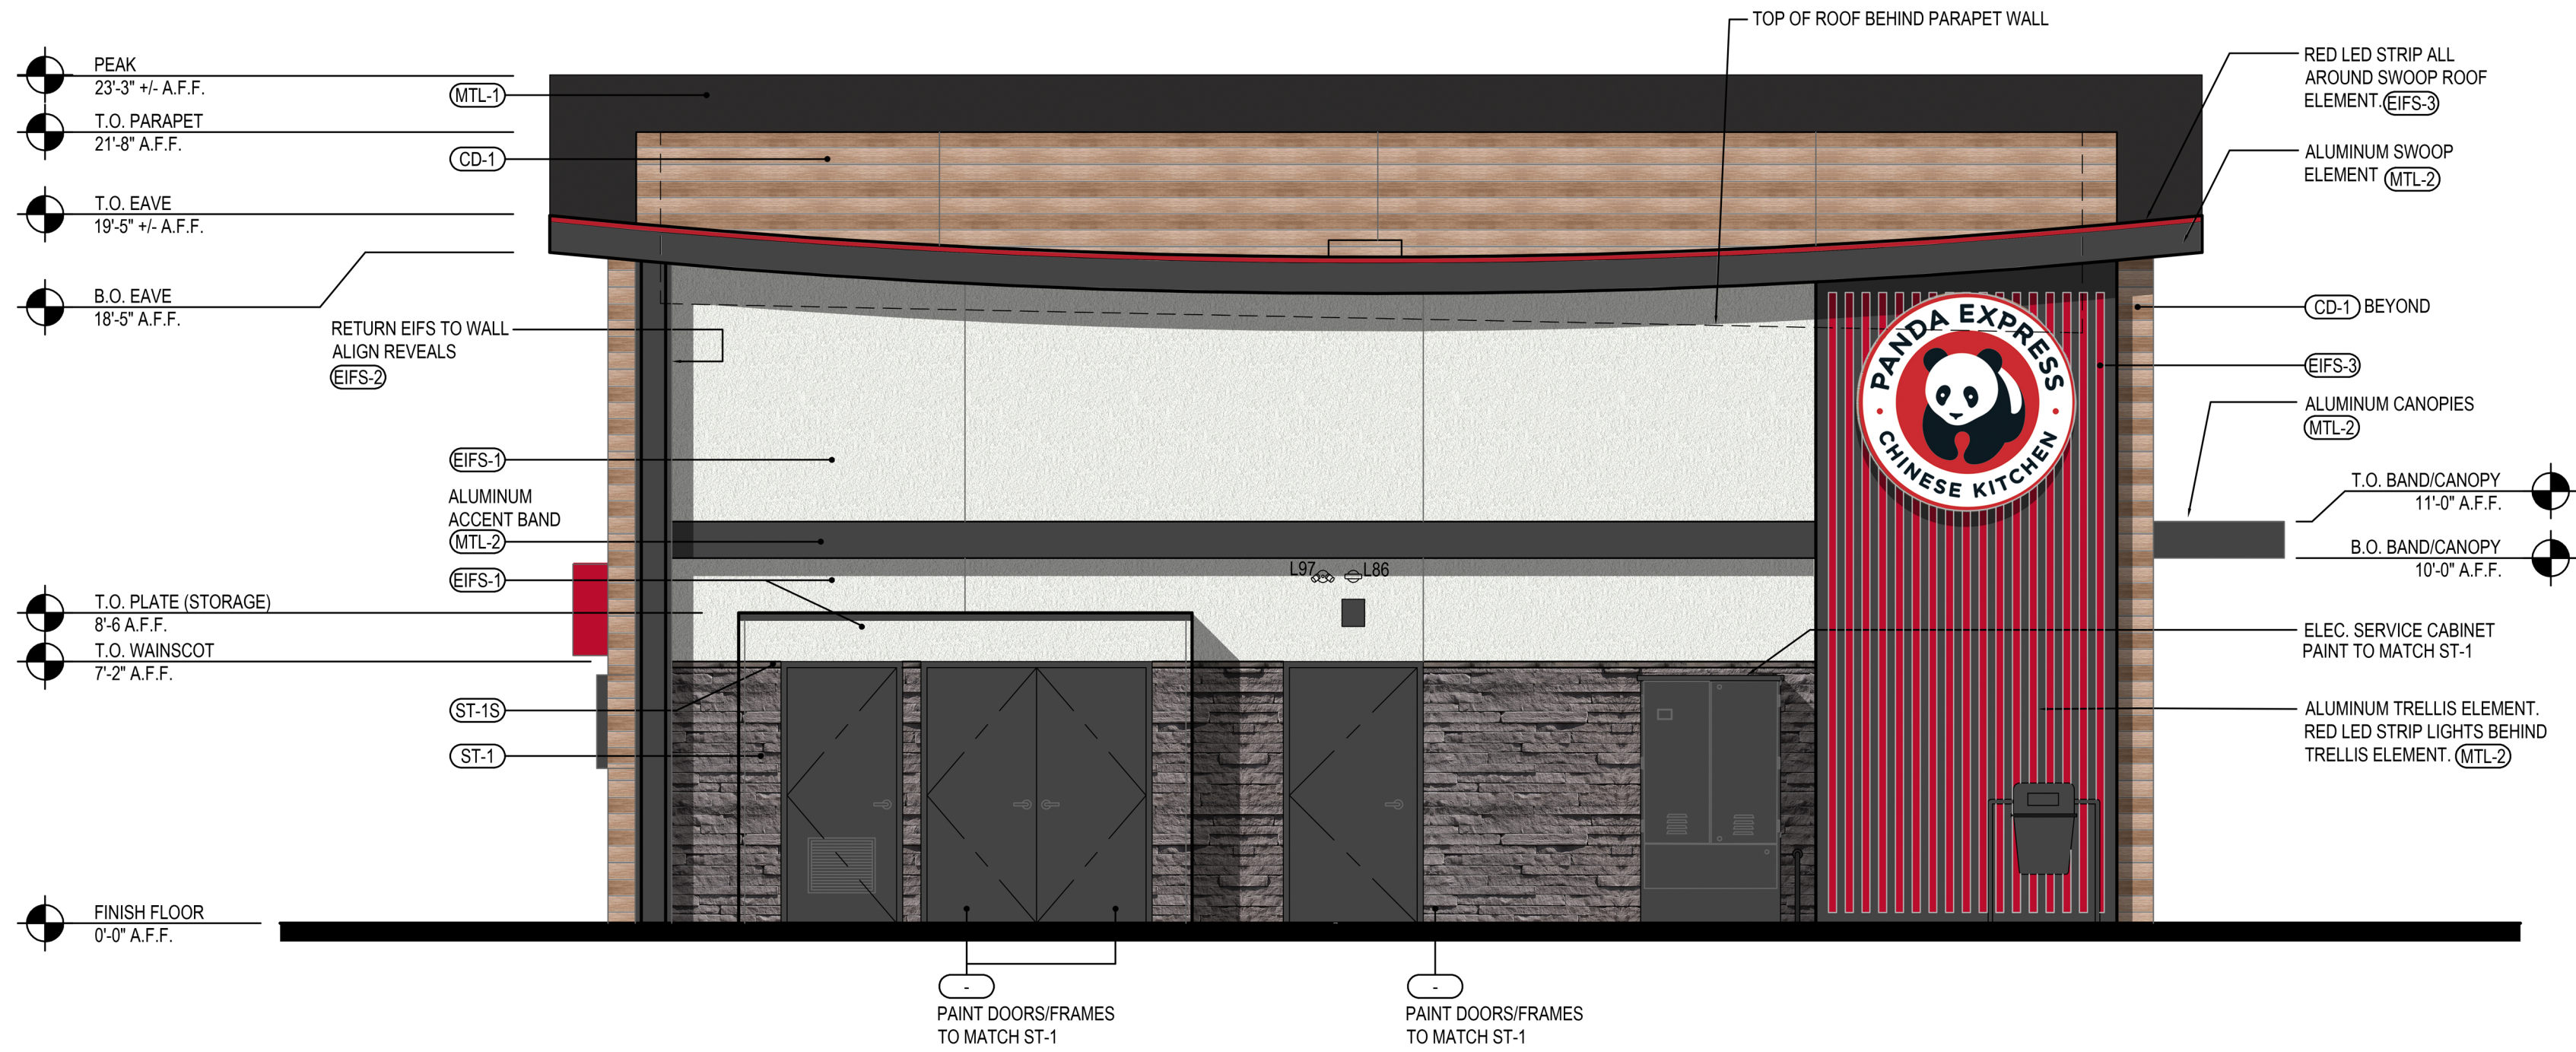 TOP OF ROOF BEHIND PARAPET WALL
PEAK
23'-3" +/- A.F.F.
T.O. PARAPET
21'-8" A.F.F.
T.O. EAVE
19'-5" +/- A.F.F.
B.O. EAVE
18'-5" A.F.F.
T.O. PLATE (STORAGE)
8'-6 A.F.F.
T.O. WAINSCOT
7'-2" A.F.F.
FINISH FLOOR
0'-0" A.F.F.
MTL-1
CD-1
RETURN EIFS TO WALL
ALIGN REVEALS
EIFS-2
EIFS-1
ALUMINUM
ACCENT BAND
MTL-2
EIFS-1
ST-1S
ST-1
L97
L86
PANDA EXPRESS
CHINESE KITCHEN
RED LED STRIP ALL
AROUND SWOOP ROOF
ELEMENT. EIFS-3
ALUMINUM SWOOP
ELEMENT MTL-2
CD-1 BEYOND
EIFS-3
ALUMINUM CANOPIES
MTL-2
T.O. BAND/CANOPY
11'-0" A.F.F.
B.O. BAND/CANOPY
10'-0" A.F.F.
ELEC. SERVICE CABINET
PAINT TO MATCH ST-1
ALUMINUM TRELLIS ELEMENT.
RED LED STRIP LIGHTS BEHIND
TRELLIS ELEMENT. MTL-2
-
PAINT DOORS/FRAMES
TO MATCH ST-1
-
PAINT DOORS/FRAMES
TO MATCH ST-1